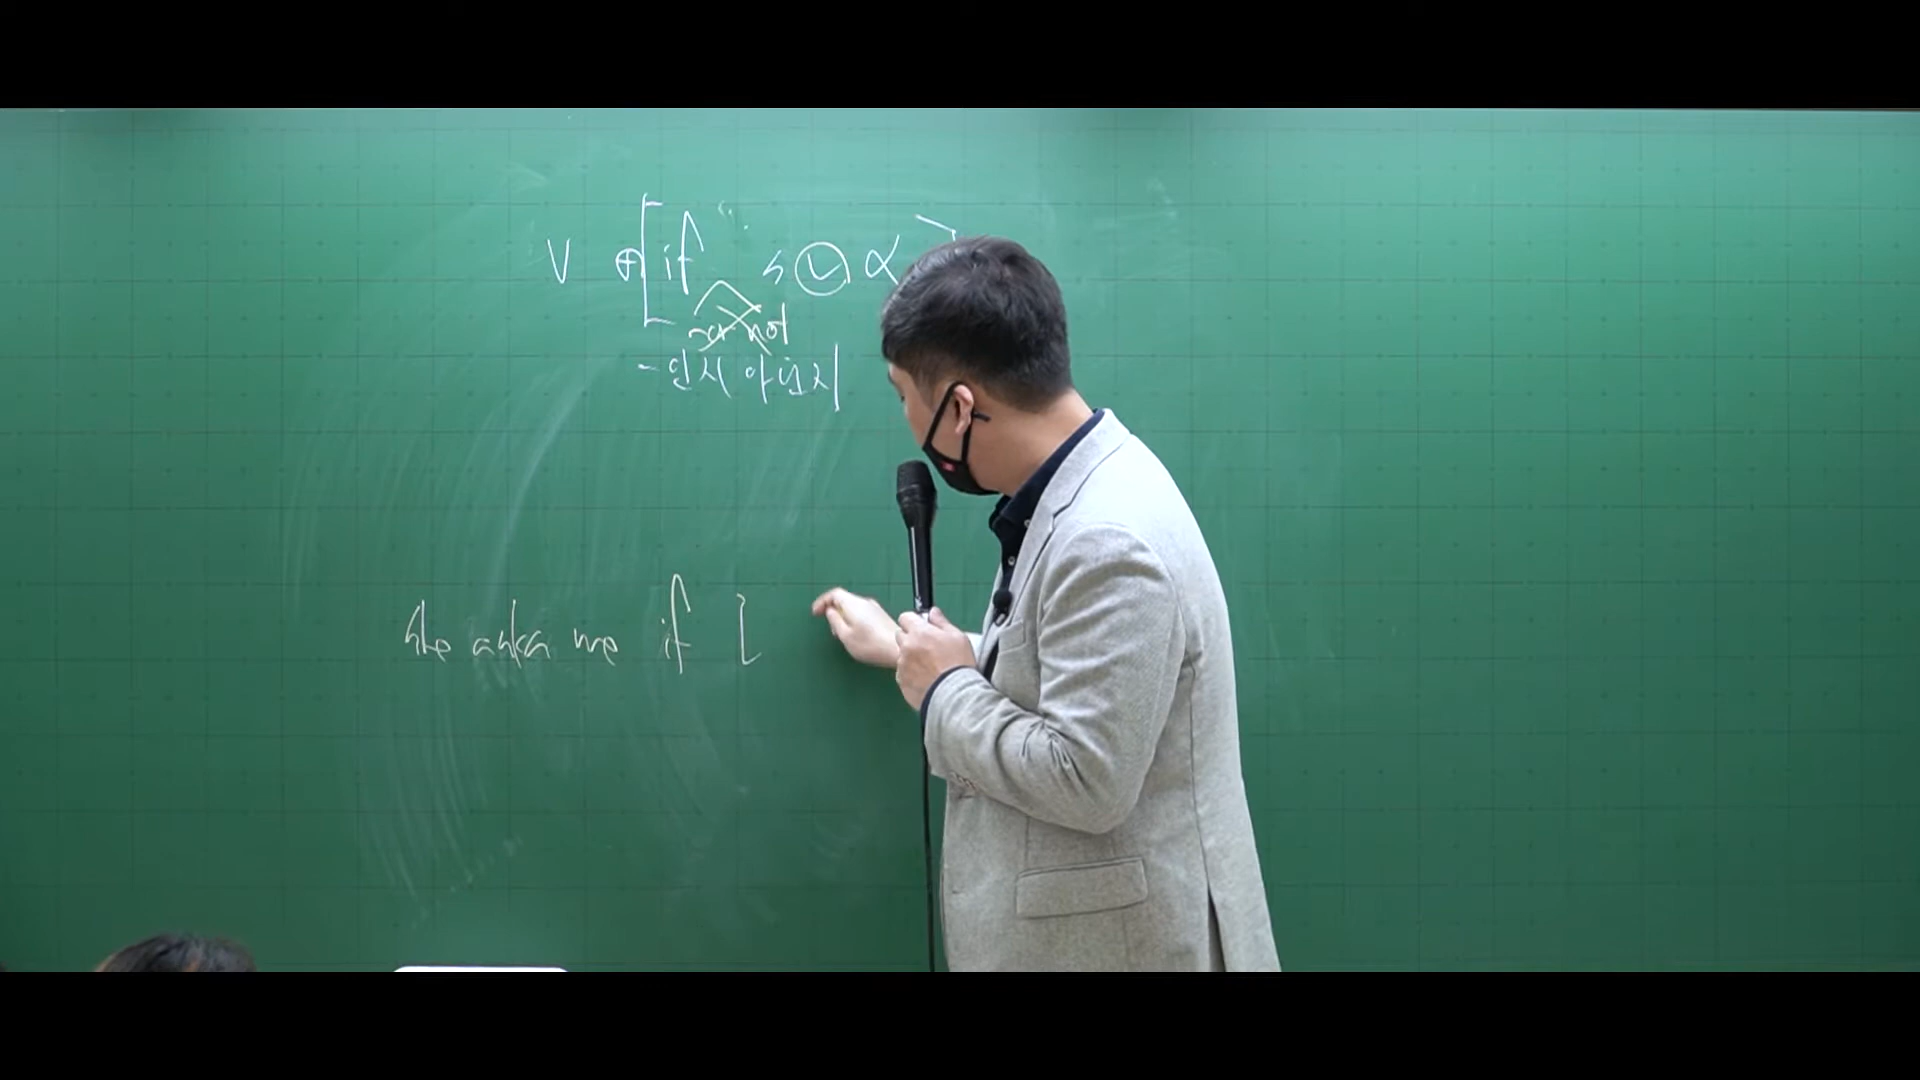 V ⊕[if s ⓥ α]
or not
~인지 아닌지
she asked me if I